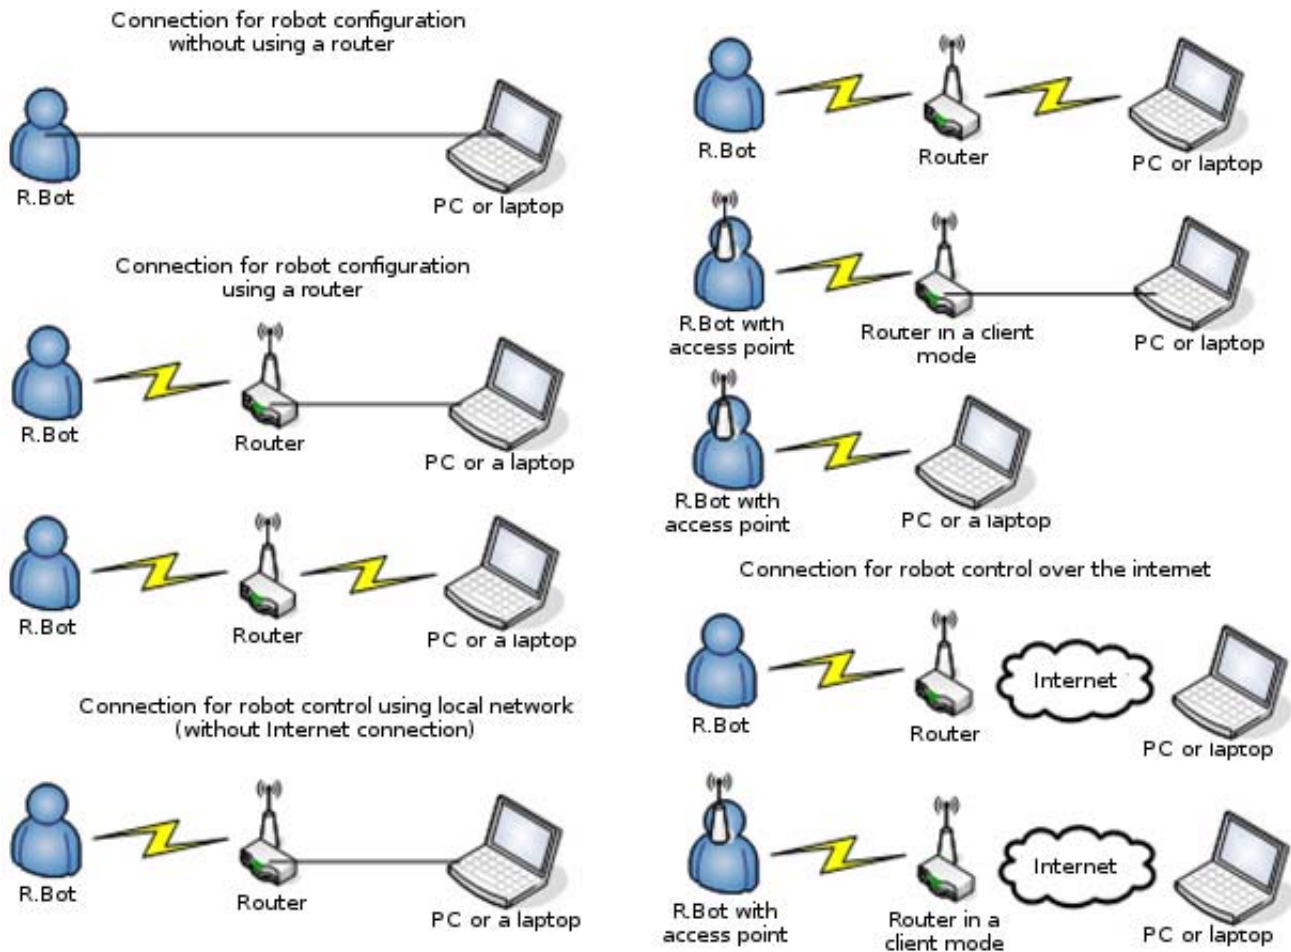 Connection for robot configuration
without using a router
R.Bot
PC or laptop
Connection for robot configuration
using a router
R.Bot
Router
PC or a laptop
R.Bot
Router
PC or a laptop
Connection for robot control using local network
(without Internet connection)
R.Bot
Router
PC or a laptop
R.Bot
Router
PC or laptop
R.Bot with
access point
Router in a client
mode
PC or laptop
R.Bot with
access point
PC or a laptop
Connection for robot control over the internet
R.Bot
Router
Internet
PC or laptop
R.Bot with
access point
Router in a
client mode
Internet
PC or laptop